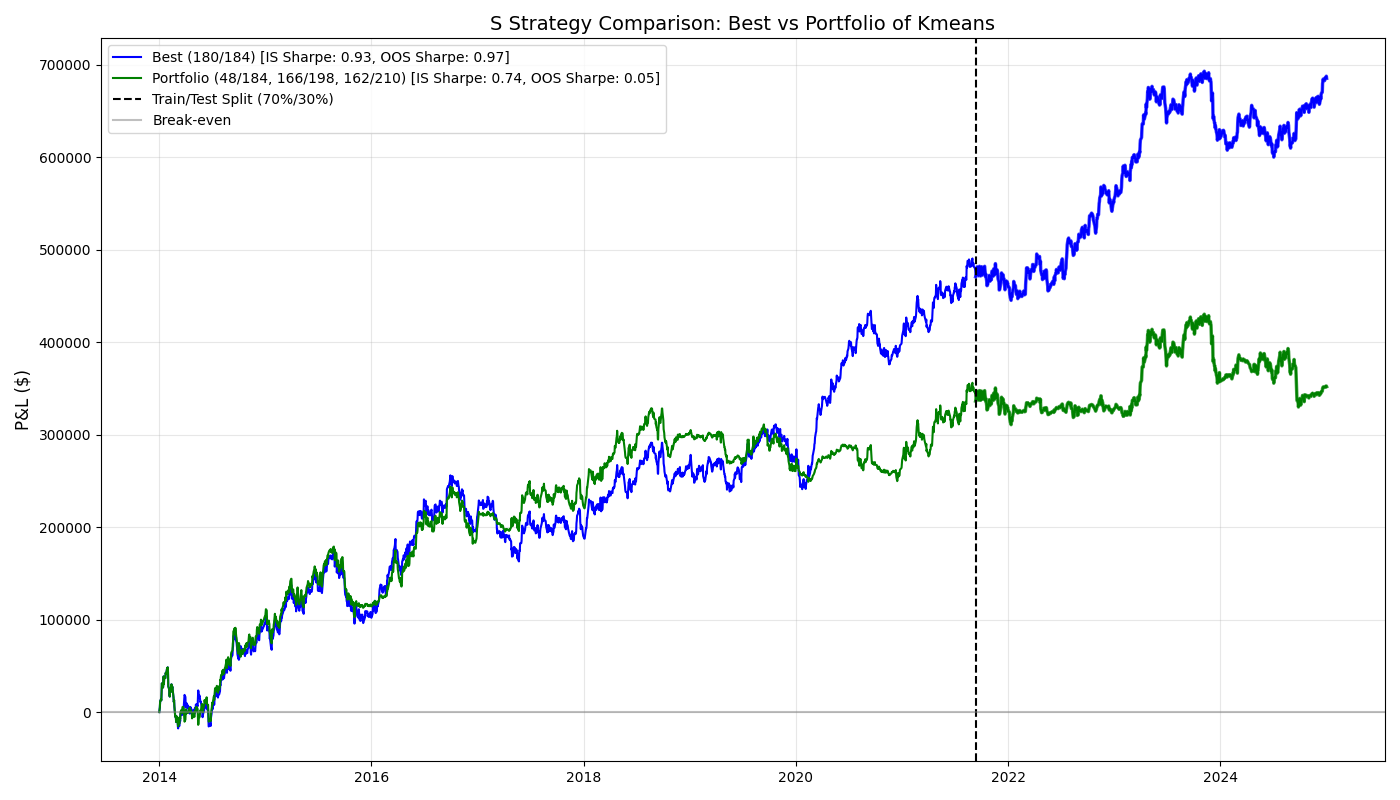 S Strategy Comparison: Best vs Portfolio of Kmeans
Best (180/184) [IS Sharpe: 0.93, OOS Sharpe: 0.97]
Portfolio (48/184, 166/198, 162/210) [IS Sharpe: 0.74, OOS Sharpe: 0.05]
Train/Test Split (70%/30%)
Break-even
P&L ($)
700000
600000
500000
400000
300000
200000
100000
0
2014
2016
2018
2020
2022
2024